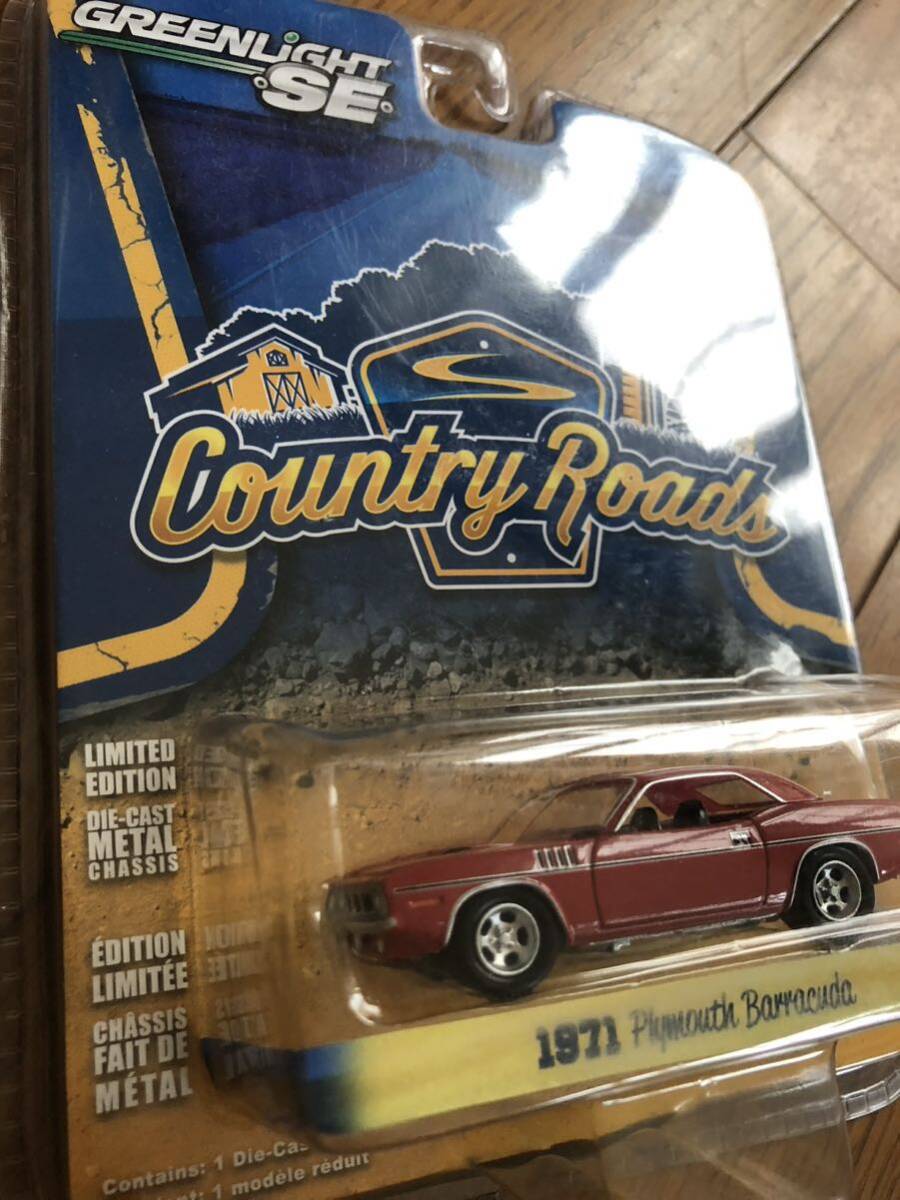 GREENLIGHT
SE
Country Roads
LIMITED
EDITION
DIE-CAST
METAL
CHASSIS
ÉDITION
LIMITÉE
CHÂSSIS
FAIT DE
MÉTAL
1971 Plymouth Barracuda
Contains: 1 Die-Cas
1 modèle réduit